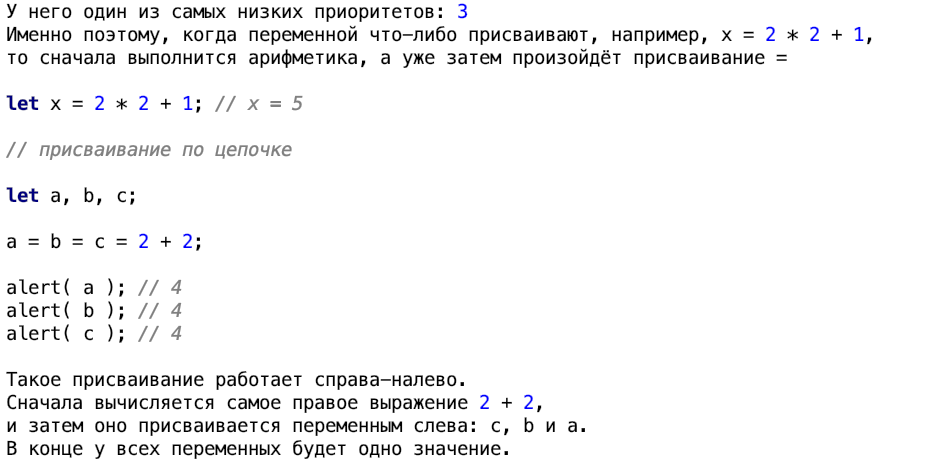 У него один из самых низких приоритетов: 3
Именно поэтому, когда переменной что-либо присваивают, например, x = 2 * 2 + 1,
то сначала выполнится арифметика, а уже затем произойдёт присваивание =
let x = 2 * 2 + 1; // x = 5
// присваивание по цепочке
let a, b, c;
a = b = c = 2 + 2;
alert( a ); // 4
alert( b ); // 4
alert( c ); // 4
Такое присваивание работает справа-налево.
Сначала вычисляется самое правое выражение 2 + 2,
и затем оно присваивается переменным слева: c, b и a.
В конце у всех переменных будет одно значение.